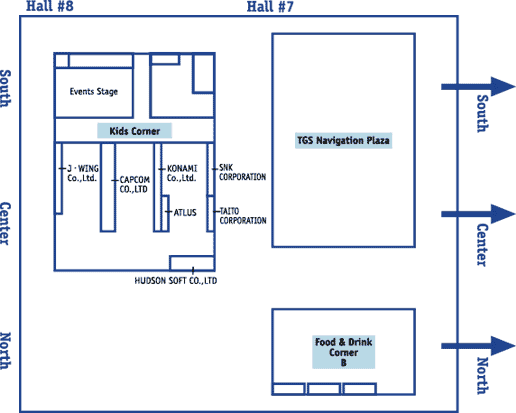 Hall #8
Hall #7
South
Center
North
Events Stage
Kids Corner
J・WING
Co.,Ltd.
CAPCOM
CO.,LTD
KONAMI
Co.,Ltd.
SNK
CORPORATION
ATLUS
TAITO
CORPORATION
HUDSON SOFT CO.,LTD
TGS Navigation Plaza
Food & Drink
Corner
B
South
Center
North